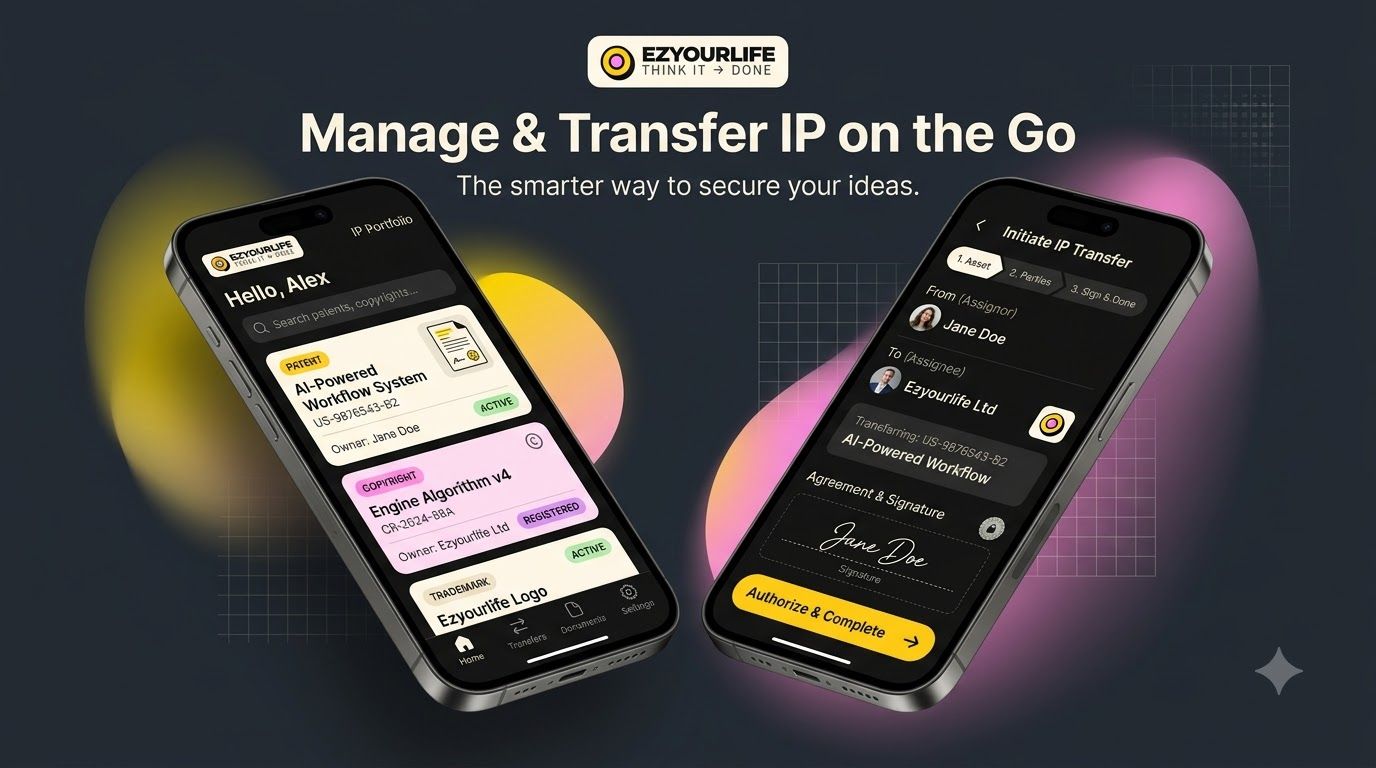 EZYOURLIFE
THINK IT → DONE
Manage & Transfer IP on the Go
The smarter way to secure your ideas.
IP Portfolio
EZYOURLIFE
Hello, Alex
Search patents, copyrights...
PATENT
AI-Powered
Workflow System
US-9876543-B2
ACTIVE
Owner: Jane Doe
©
COPYRIGHT
Engine Algorithm v4
CR-2024-88A
REGISTERED
Owner: Ezyourlife Ltd
ACTIVE
TRADEMARK
Ezyourlife Logo
Home
Transfers
Documents
Settings
Initiate IP Transfer
1. Asset
2. Parties
3. Sign & Done
From (Assignor)
Jane Doe
To (Assignee)
Ezyourlife Ltd
Transferring: US-9876543-B2
AI-Powered Workflow
Agreement & Signature
Jane Doe
Signature
Authorize & Complete →